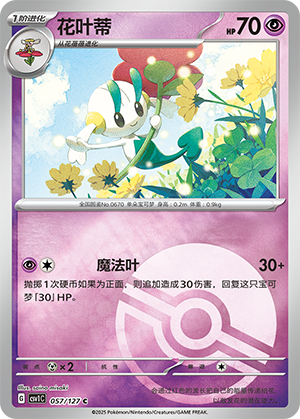 1阶进化
花叶蒂
HP 70
从花蓓蓓进化
全国图鉴No.0670 单朵宝可梦 身高：0.2m 体重：0.9kg
魔法叶 30+
抛掷1次硬币如果为正面，则追加造成30伤害，回复这只宝可
梦「30」HP。
弱点
抗性
撤退
Illus. saino misaki
G CSV1C 057/127 C
©2025 Pokémon/Nintendo/Creatures/GAME FREAK.